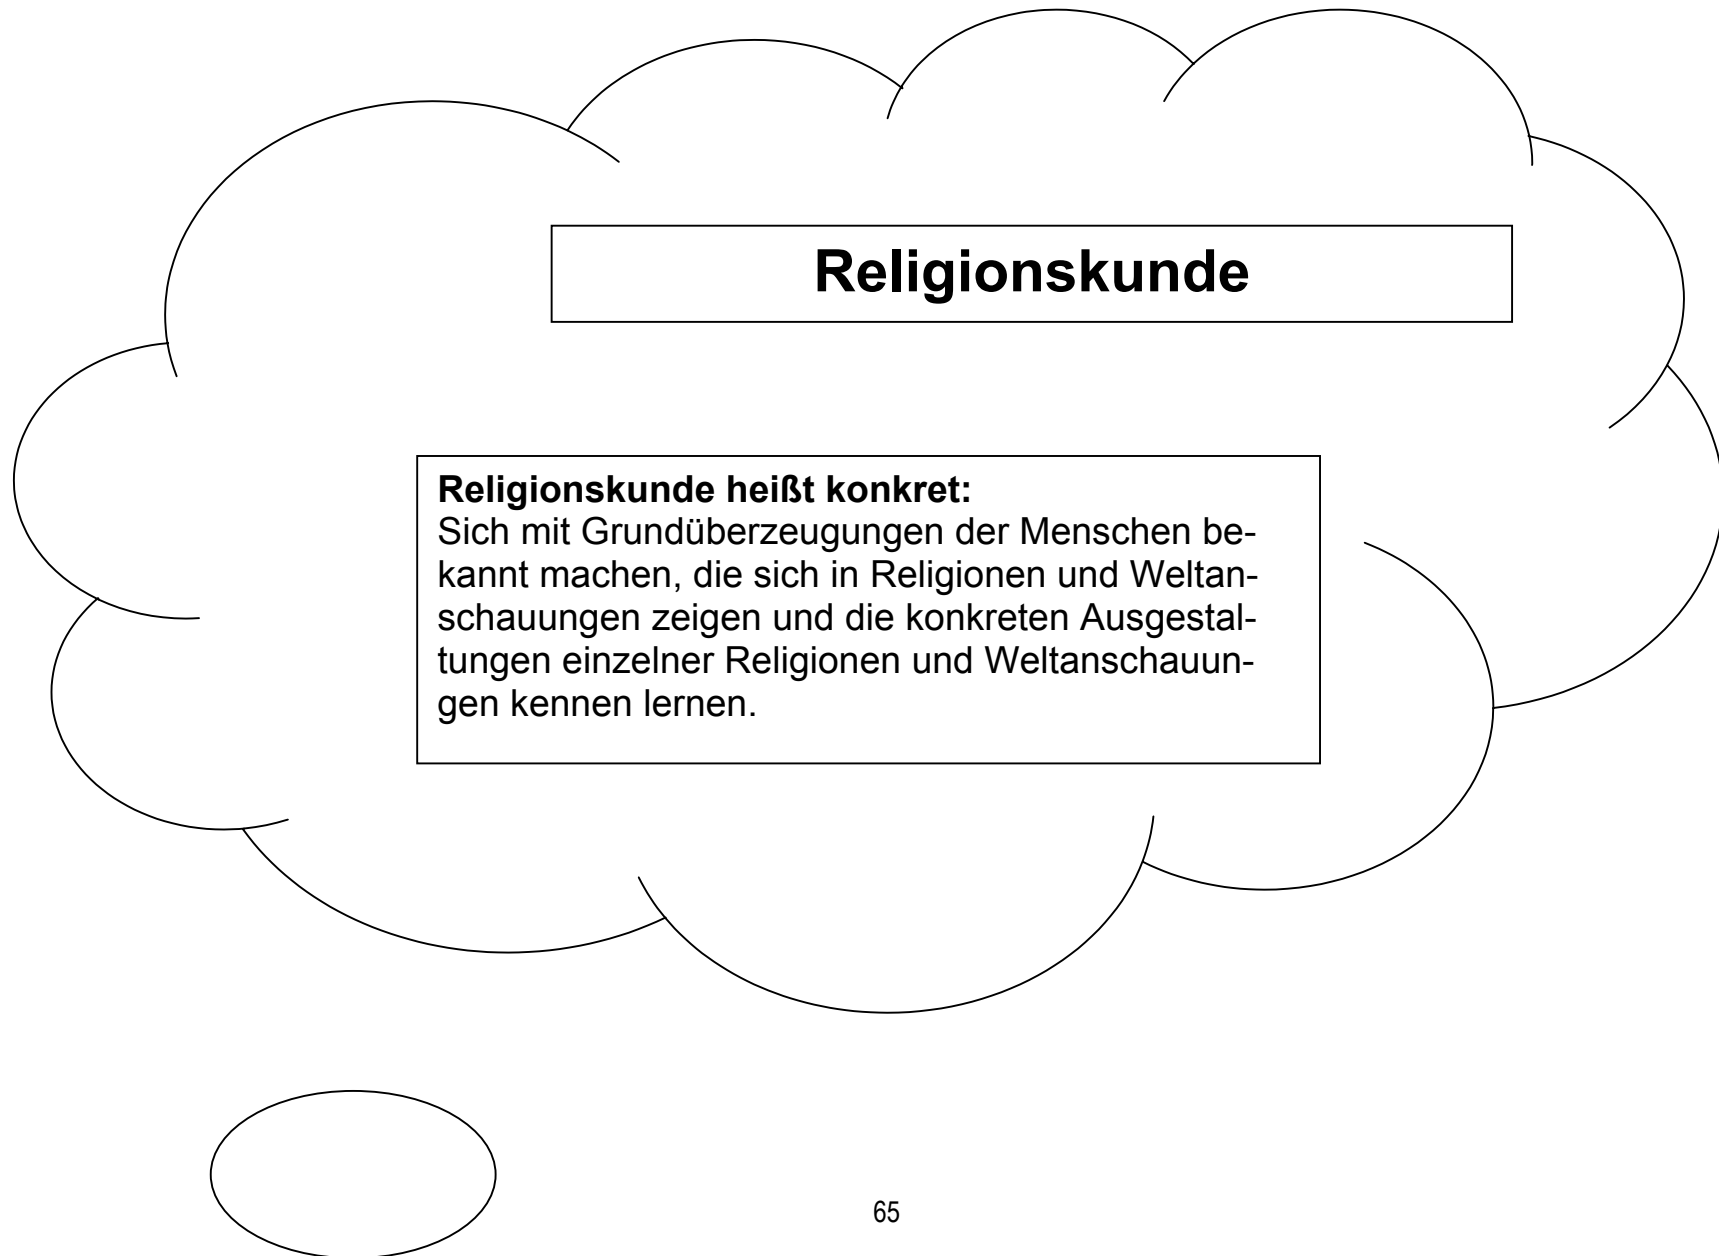 Religionskunde
Religionskunde heißt konkret:
Sich mit Grundüberzeugungen der Menschen be-
kannt machen, die sich in Religionen und Weltan-
schauungen zeigen und die konkreten Ausgestal-
tungen einzelner Religionen und Weltanschauun-
gen kennen lernen.
65